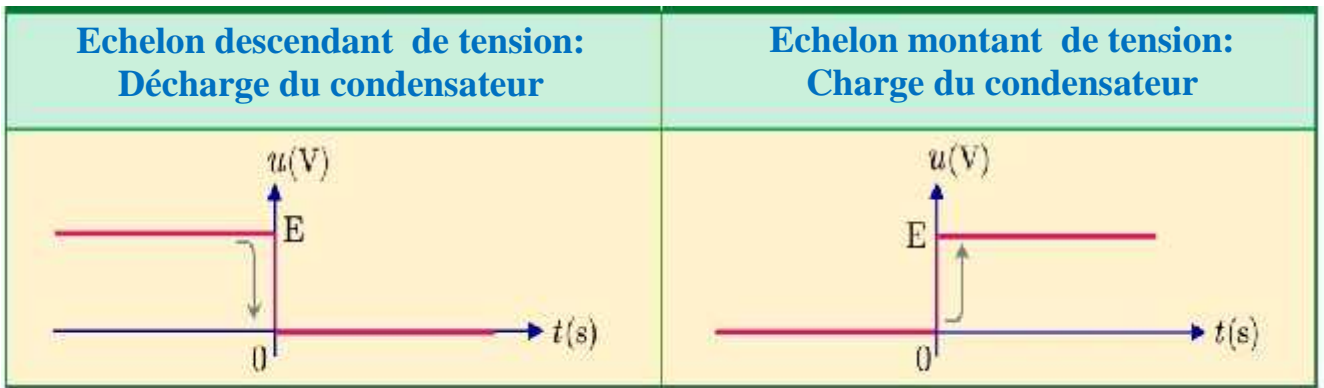 Echelon descendant de tension:
Décharge du condensateur
Echelon montant de tension:
Charge du condensateur
u(V)
E
0
t(s)
u(V)
E
0
t(s)